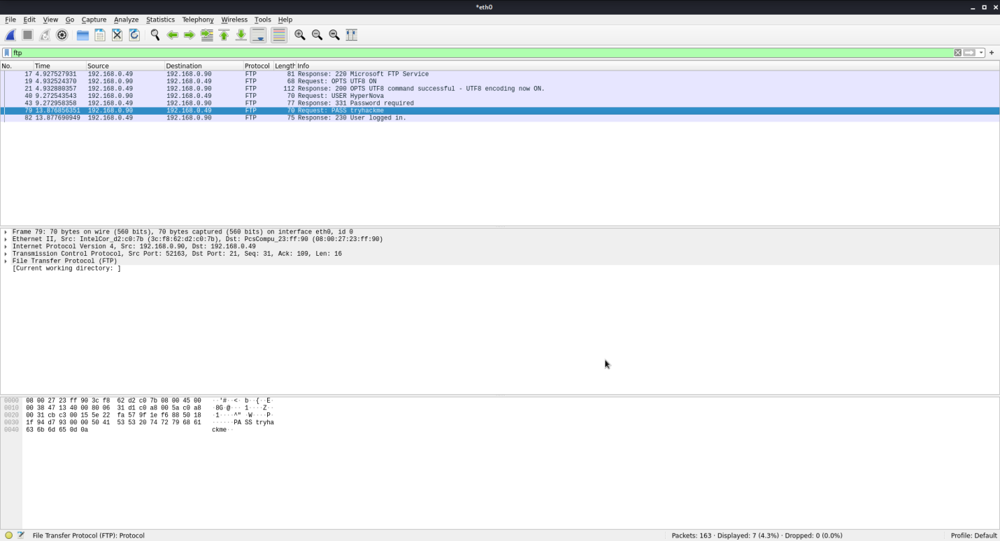 *eth0
File Edit View Go Capture Analyze Statistics Telephony Wireless Tools Help
ftp
No. Time Source Destination Protocol Length Info
17 4.927527931 192.168.0.49 192.168.0.90 FTP 81 Response: 220 Microsoft FTP Service
19 4.932524370 192.168.0.90 192.168.0.49 FTP 68 Request: OPTS UTF8 ON
21 4.932880357 192.168.0.49 192.168.0.90 FTP 112 Response: 200 OPTS UTF8 command successful - UTF8 encoding now ON.
40 9.272543543 192.168.0.90 192.168.0.49 FTP 70 Request: USER HyperNova
43 9.272958358 192.168.0.49 192.168.0.90 FTP 77 Response: 331 Password required
79 13.876856351 192.168.0.90 192.168.0.49 FTP 70 Request: PASS tryhackme
82 13.877690949 192.168.0.49 192.168.0.90 FTP 75 Response: 230 User logged in.
Frame 79: 70 bytes on wire (560 bits), 70 bytes captured (560 bits) on interface eth0, id 0
Ethernet II, Src: IntelCor_d2:c0:7b (3c:f8:62:d2:c0:7b), Dst: PcsCompu_23:ff:90 (08:00:27:23:ff:90)
Internet Protocol Version 4, Src: 192.168.0.90, Dst: 192.168.0.49
Transmission Control Protocol, Src Port: 52163, Dst Port: 21, Seq: 31, Ack: 109, Len: 16
File Transfer Protocol (FTP)
[Current working directory: ]
0000 08 00 27 23 ff 90 3c f8 62 d2 c0 7b 08 00 45 00 ··'#··<· b··{··E·
0010 00 38 47 13 40 00 80 06 31 d1 c0 a8 00 5a c0 a8 ·8G·@··· 1····Z··
0020 00 31 cb c3 00 15 5e 22 fa 57 9f 1e f6 88 50 18 ·1····^" ·W····P·
0030 1f 94 d7 93 00 00 50 41 53 53 20 74 72 79 68 61 ······PA SS tryha
0040 63 6b 6d 65 0d 0a ckme··
File Transfer Protocol (FTP): Protocol Packets: 163 · Displayed: 7 (4.3%) · Dropped: 0 (0.0%) Profile: Default